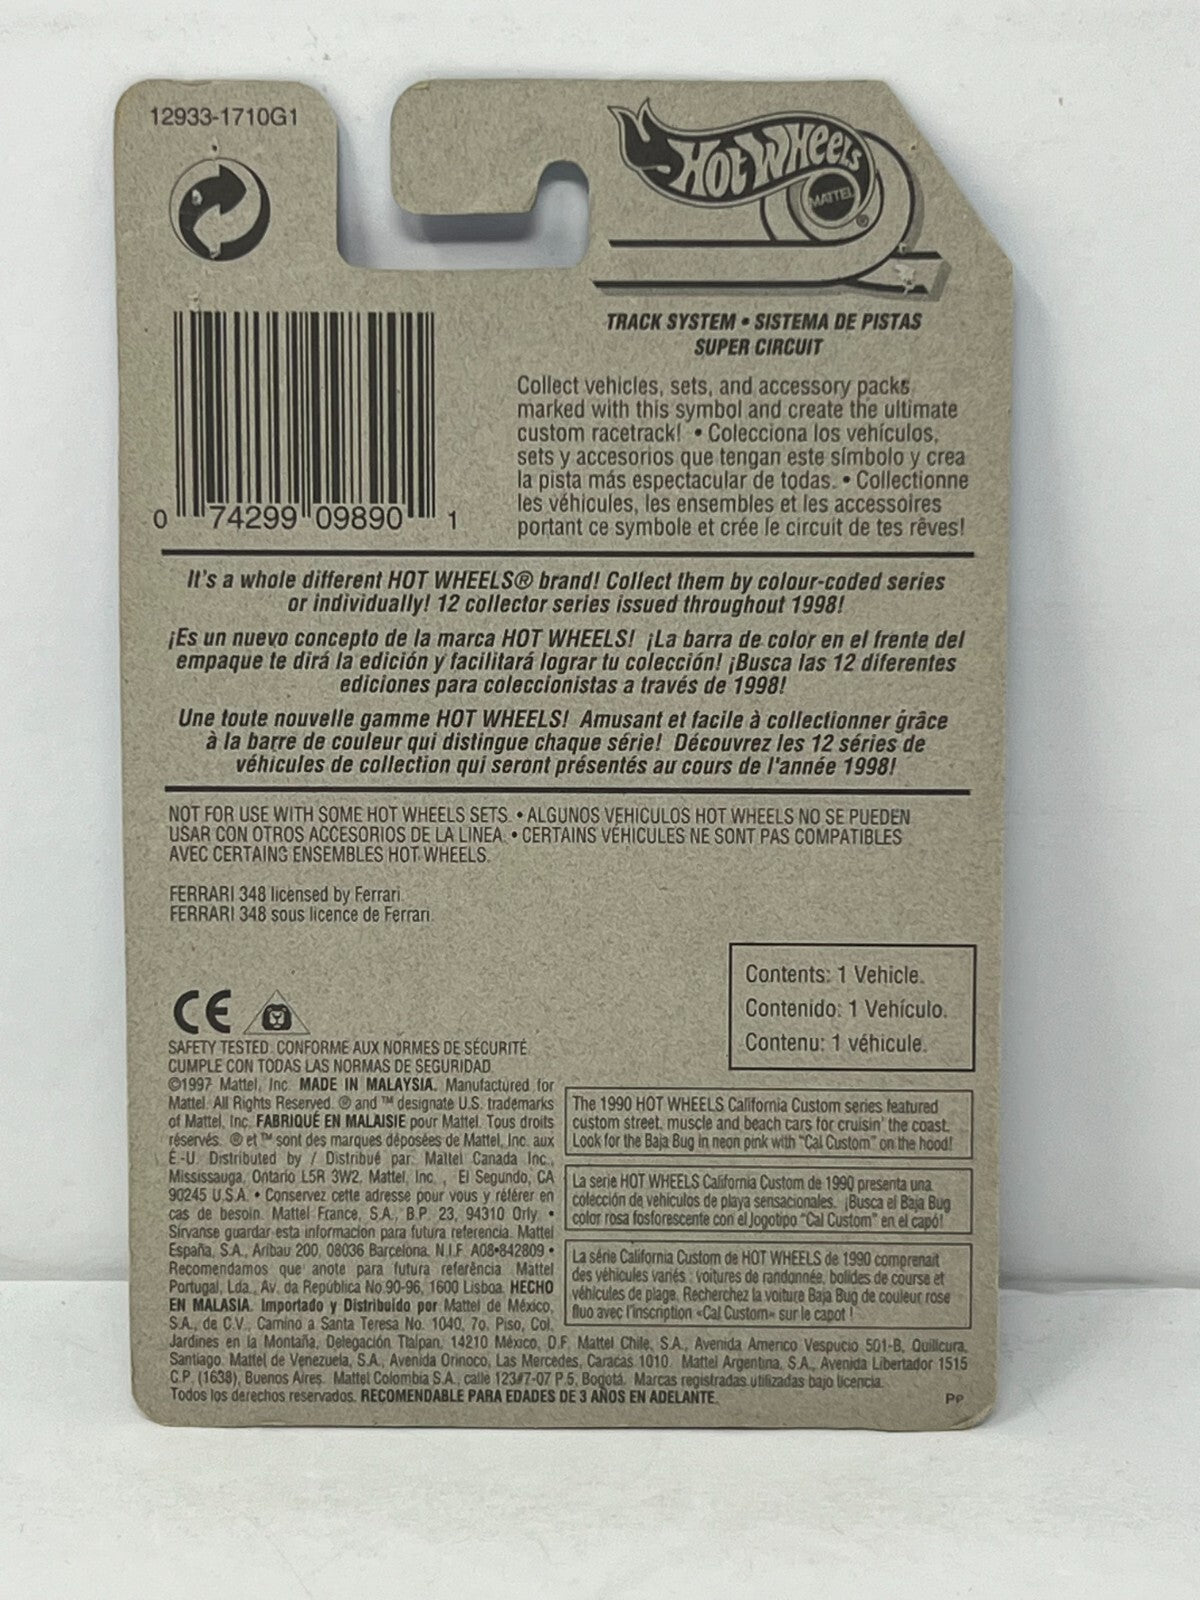 12933-1710G1
HOT WHEELS
MATTEL
®
TRACK SYSTEM • SISTEMA DE PISTAS
SUPER CIRCUIT
Collect vehicles, sets, and accessory packs
marked with this symbol and create the ultimate
custom racetrack! • Colecciona los vehículos,
sets y accesorios que tengan este símbolo y crea
la pista más espectacular de todas. • Collectionne
les véhicules, les ensembles et les accessoires
portant ce symbole et crée le circuit de tes rêves!
0 74299 09890 1
It's a whole different HOT WHEELS® brand! Collect them by colour-coded series
or individually! 12 collector series issued throughout 1998!
¡Es un nuevo concepto de la marca HOT WHEELS! ¡La barra de color en el frente del
empaque te dirá la edición y facilitará lograr tu colección! ¡Busca las 12 diferentes
ediciones para coleccionistas a través de 1998!
Une toute nouvelle gamme HOT WHEELS! Amusant et facile à collectionner grâce
à la barre de couleur qui distingue chaque série! Découvrez les 12 séries de
véhicules de collection qui seront présentés au cours de l'année 1998!
NOT FOR USE WITH SOME HOT WHEELS SETS. • ALGUNOS VEHICULOS HOT WHEELS NO SE PUEDEN
USAR CON OTROS ACCESORIOS DE LA LINEA. • CERTAINS VÉHICULES NE SONT PAS COMPATIBLES
AVEC CERTAINS ENSEMBLES HOT WHEELS.
FERRARI 348 licensed by Ferrari.
FERRARI 348 sous licence de Ferrari.
Contents: 1 Vehicle.
Contenido: 1 Vehículo.
Contenu: 1 véhicule.
CE
SAFETY TESTED. CONFORME AUX NORMES DE SÉCURITÉ.
CUMPLE CON TODAS LAS NORMAS DE SEGURIDAD.
©1997 Mattel, Inc. MADE IN MALAYSIA. Manufactured for
Mattel. All Rights Reserved. ® and ™ designate U.S. trademarks
of Mattel, Inc. FABRIQUÉ EN MALAISIE pour Mattel. Tous droits
réservés. ® et ™ sont des marques déposées de Mattel, Inc. aux
É.-U. Distributed by / Distribué par: Mattel Canada Inc.,
Mississauga, Ontario L5R 3W2. Mattel, Inc., El Segundo, CA
90245 U.S.A. • Conservez cette adresse pour vous y référer en
cas de besoin. Mattel France, S.A., B.P. 23, 94310 Orly. •
Sírvanse guardar esta informacion para futura referencia. Mattel
España, S.A., Aribau 200, 08036 Barcelona. N.I.F. A08•842809 •
Recomendamos que anote para futura referência. Mattel
Portugal, Lda., Av. da República No.90-96, 1600 Lisboa. HECHO
EN MALASIA. Importado y Distribuido por Mattel de México,
S.A., de C.V., Camino a Santa Teresa No. 1040, 7o. Piso, Col.
Jardines en la Montaña, Delegación Tlalpan, 14210 México, D.F. Mattel Chile, S.A., Avenida Americo Vespucio 501-B, Quilicura,
Santiago. Mattel de Venezuela, S.A., Avenida Orinoco, Las Mercedes, Caracas 1010. Mattel Argentina, S.A., Avenida Libertador 1515
C.P. (1638), Buenos Aires. Mattel Colombia S.A., calle 123#7-07 P.5, Bogotá. Marcas registradas utilizadas bajo licencia.
Todos los derechos reservados. RECOMENDABLE PARA EDADES DE 3 AÑOS EN ADELANTE.
The 1990 HOT WHEELS California Custom series featured
custom street, muscle and beach cars for cruisin' the coast.
Look for the Baja Bug in neon pink with "Cal Custom" on the hood!
La serie HOT WHEELS California Custom de 1990 presenta una
colección de vehiculos de playa sensacionales. ¡Busca el Baja Bug
color rosa fosforescente con el logotipo "Cal Custom" en el capó!
La série California Custom de HOT WHEELS de 1990 comprenait
des véhicules variés : voitures de randonnée, bolides de course et
véhicules de plage. Recherchez la voiture Baja Bug de couleur rose
fluo avec l'inscription «Cal Custom» sur le capot !
PP